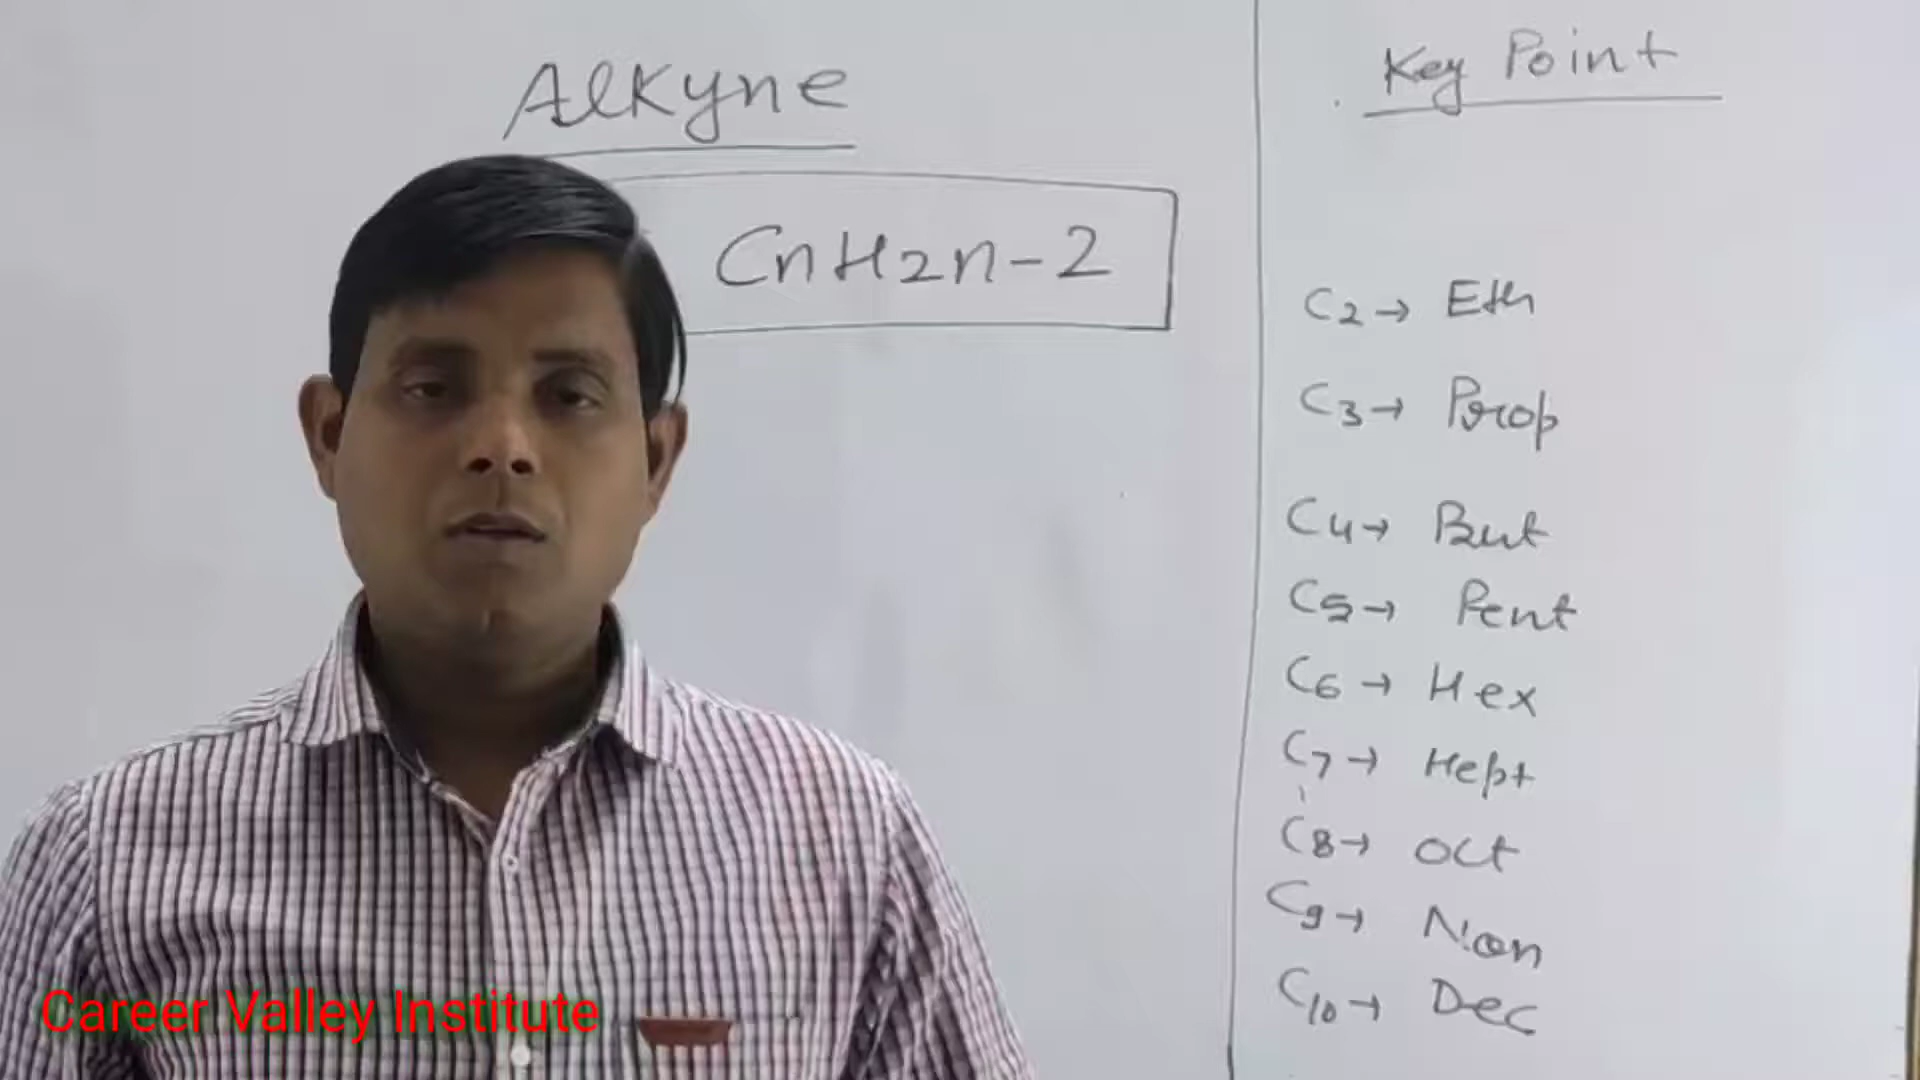 Alkyne
CnH2n-2
Key Point
C2→ Eth
C3→ Prop
C4→ But
C5→ Pent
C6→ Hex
C7→ Hept
C8→ Oct
C9→ Non
C10→ Dec
Career Valley Institute